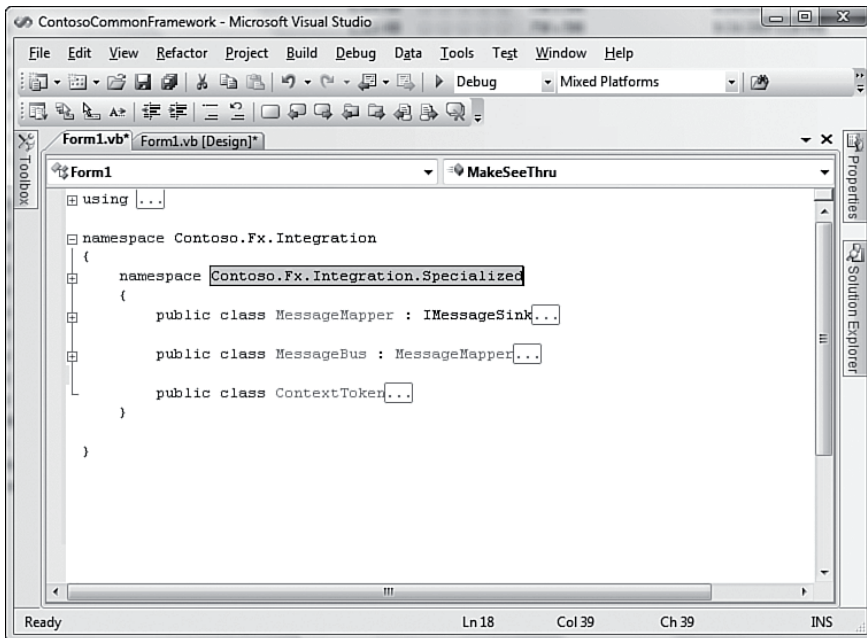 ContosoCommonFramework - Microsoft Visual Studio
File Edit View Refactor Project Build Debug Data Tools Test Window Help
Debug Mixed Platforms
Form1.vb* Form1.vb [Design]*
Toolbox
Form1 MakeSeeThru
Properties
Solution Explorer
using ...
namespace Contoso.Fx.Integration
{
namespace Contoso.Fx.Integration.Specialized
{
public class MessageMapper : IMessageSink...
public class MessageBus : MessageMapper...
public class ContextToken...
}
}
Ready Ln 18 Col 39 Ch 39 INS